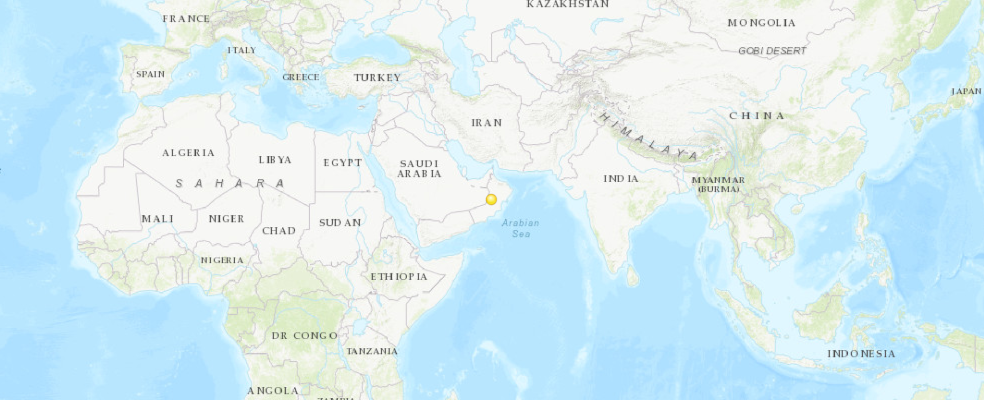 KAZAKHSTAN
FRANCE
MONGOLIA
ITALY
GOBI DESERT
SPAIN
GREECE
TURKEY
JAPAN
CHINA
IRAN
HIMALAYA
ALGERIA
LIBYA
EGYPT
SAUDI
ARABIA
INDIA
MYANMAR
(BURMA)
SAHARA
MALI
NIGER
SUDAN
CHAD
Arabian
Sea
NIGERIA
ETHIOPIA
DR CONGO
TANZANIA
INDONESIA
ANGOLA
ZAMBIA